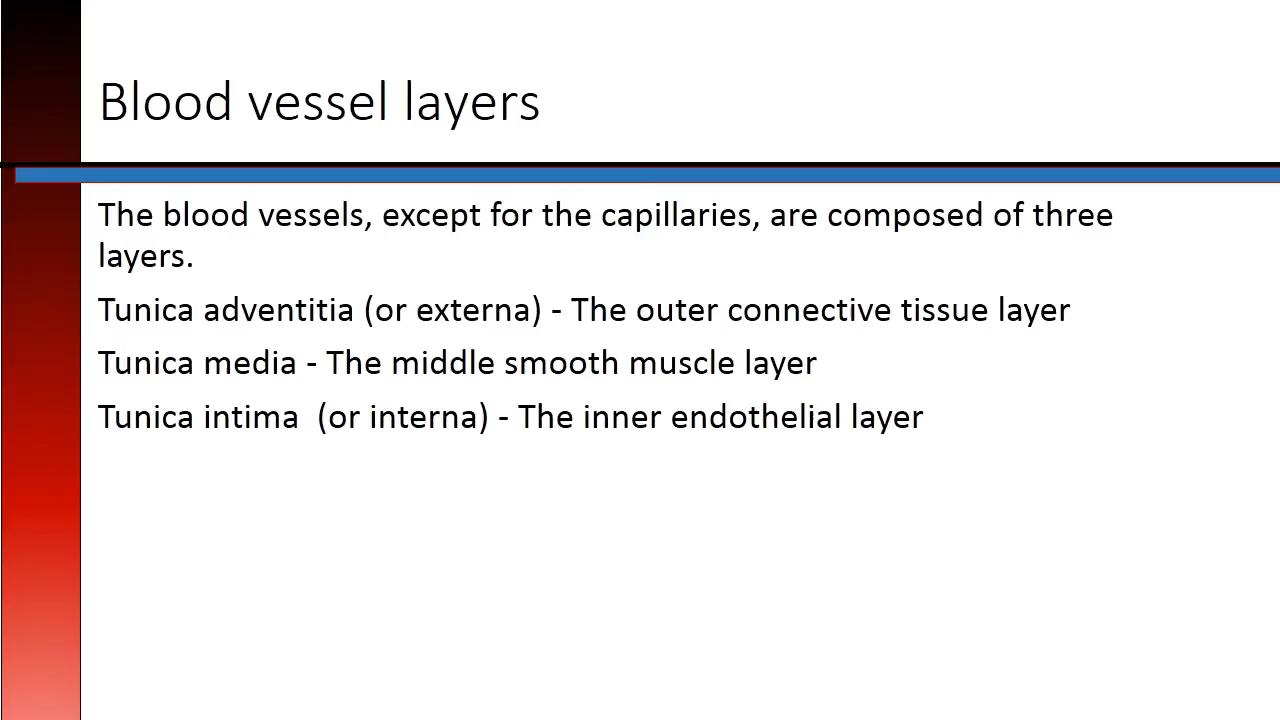 Blood vessel layers
The blood vessels, except for the capillaries, are composed of three
layers.
Tunica adventitia (or externa) - The outer connective tissue layer
Tunica media - The middle smooth muscle layer
Tunica intima  (or interna) - The inner endothelial layer